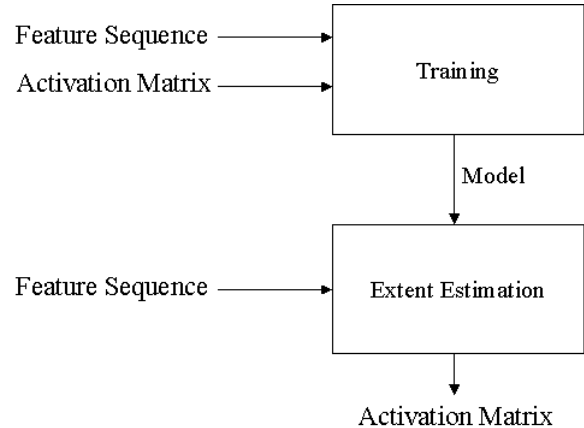 Feature Sequence
Activation Matrix
Training
Model
Feature Sequence
Extent Estimation
Activation Matrix